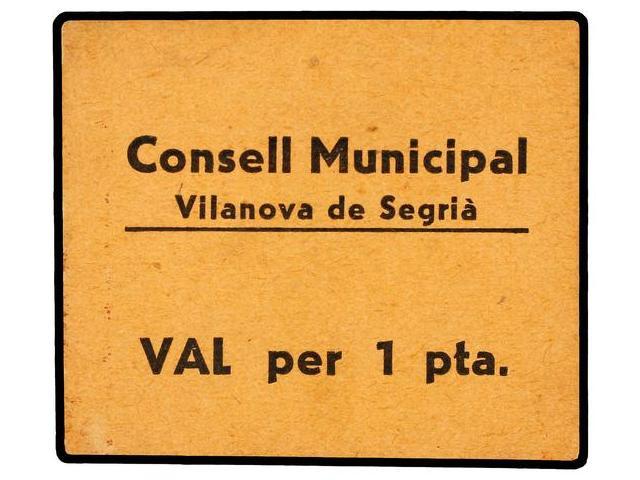 Consell Municipal
Vilanova de Segrià
VAL per 1 pta.